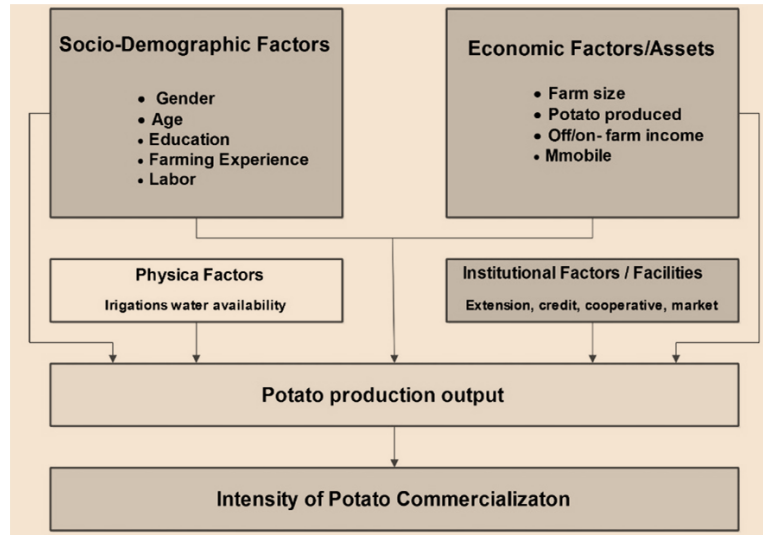 Socio-Demographic Factors
• Gender
• Age
• Education
• Farming Experience
• Labor
Economic Factors/Assets
• Farm size
• Potato produced
• Off/on- farm income
• Mmobile
Physica Factors
Irigations water availability
Institutional Factors / Facilities
Extension, credit, cooperative, market
Potato production output
Intensity of Potato Commercializaton